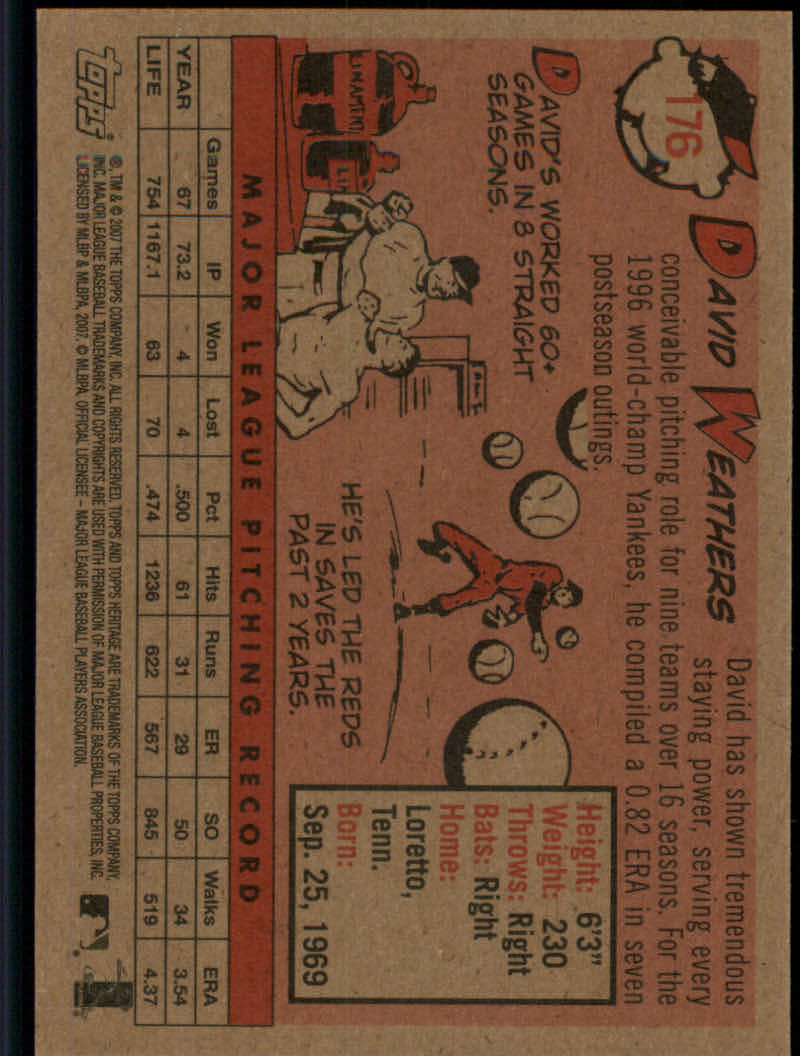 176
DAVID WEATHERS
David has shown tremendous
staying power, serving every
conceivable pitching role for nine teams over 16 seasons. For the
1996 world-champ Yankees, he compiled a 0.82 ERA in seven
postseason outings.
DAVID'S WORKED 60+
GAMES IN 8 STRAIGHT
SEASONS.
LINAMENT
LIN
HE'S LED THE REDS
IN SAVES THE
PAST 2 YEARS.
Height: 6'3"
Weight: 230
Throws: Right
Bats: Right
Home:
Loretto,
Tenn.
Born:
Sep. 25, 1969
MAJOR LEAGUE PITCHING RECORD
Games IP Won Lost Pct Hits Runs ER SO Walks ERA
YEAR 67 73.2 4 4 .500 61 31 29 50 34 3.54
LIFE 754 1167.1 63 70 .474 1236 622 567 845 519 4.37
topps®
®, TM & © 2007 THE TOPPS COMPANY, INC. ALL RIGHTS RESERVED. TOPPS AND TOPPS HERITAGE ARE TRADEMARKS OF THE TOPPS COMPANY,
INC. MAJOR LEAGUE BASEBALL TRADEMARKS AND COPYRIGHTS ARE USED WITH PERMISSION OF MAJOR LEAGUE BASEBALL PROPERTIES, INC.
LICENSED BY MLBP & MLBPA, 2007. © MLBPA. OFFICIAL LICENSEE – MAJOR LEAGUE BASEBALL PLAYERS ASSOCIATION.